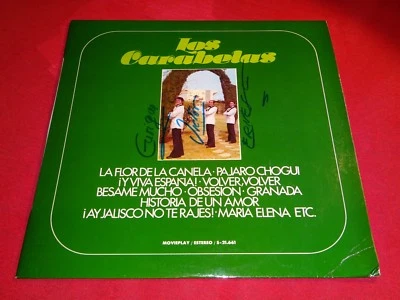 los
Carabelas
LA FLOR DE LA CANELA · PAJARO CHOGUI
¡Y VIVA ESPAÑA! · VOLVER, VOLVER
BESAME MUCHO · OBSESION · GRANADA
HISTORIA DE UN AMOR
¡AY JALISCO NO TE RAJES! · MARIA ELENA ETC.
MOVIEPLAY / ESTEREO / S-21.441